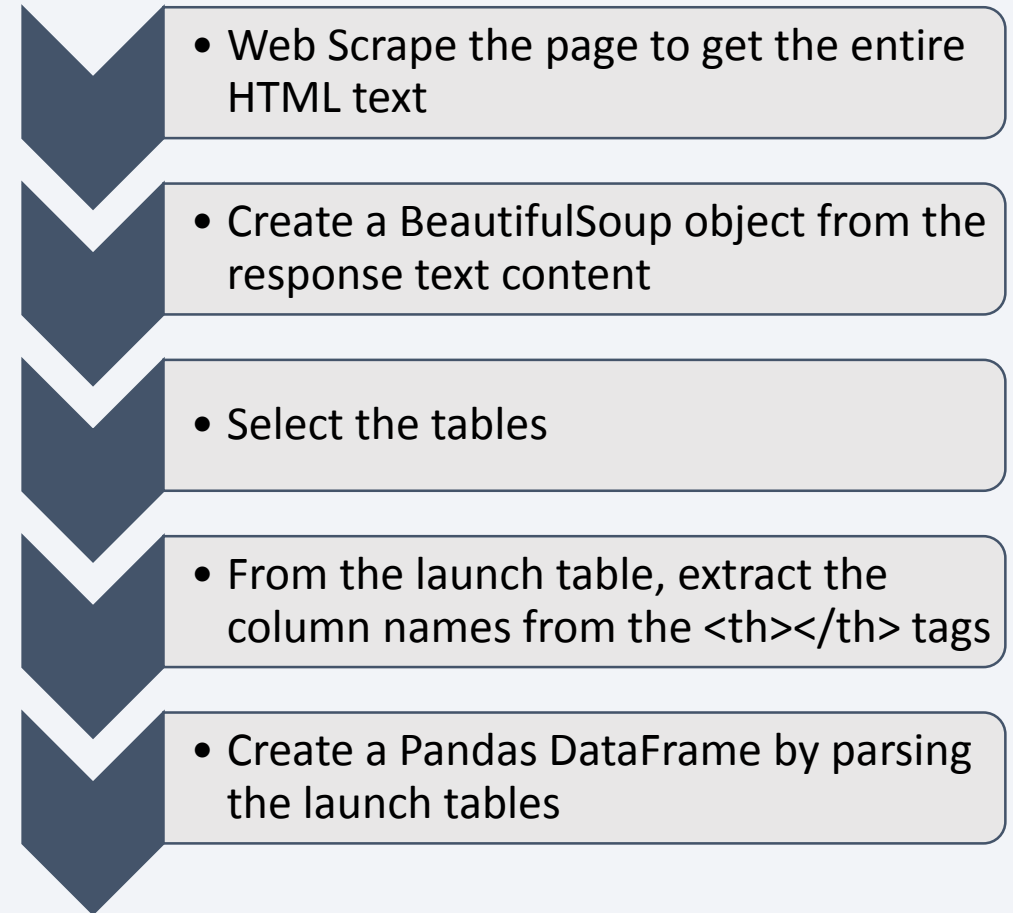 • Web Scrape the page to get the entire
HTML text
• Create a BeautifulSoup object from the
response text content
• Select the tables
• From the launch table, extract the
column names from the <th></th> tags
• Create a Pandas DataFrame by parsing
the launch tables